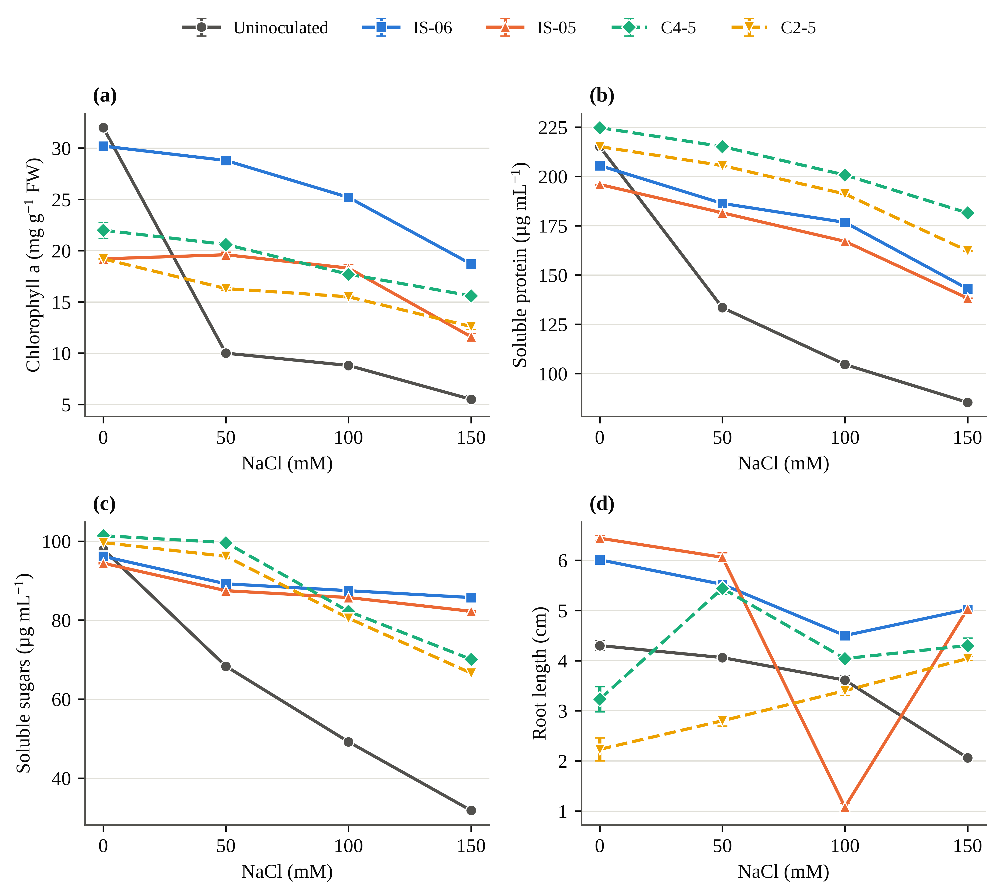 Uninoculated IS-06 IS-05 C4-5 C2-5
(a)
Chlorophyll a (mg g⁻¹ FW)
30
25
20
15
10
5
0 50 100 150
NaCl (mM)
(b)
Soluble protein (µg mL⁻¹)
225
200
175
150
125
100
0 50 100 150
NaCl (mM)
(c)
Soluble sugars (µg mL⁻¹)
100
80
60
40
0 50 100 150
NaCl (mM)
(d)
Root length (cm)
6
5
4
3
2
1
0 50 100 150
NaCl (mM)